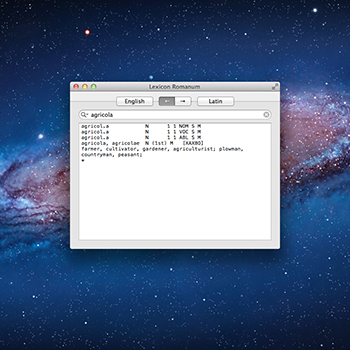 Lexicon Romanum
English ← → Latin
agricola
agricol.a N 1 1 NOM S M
agricol.a N 1 1 VOC S M
agricol.a N 1 1 ABL S M
agricola, agricolae N (1st) M [XAXBO]
farmer, cultivator, gardener, agriculturist; plowman,
countryman, peasant;
*